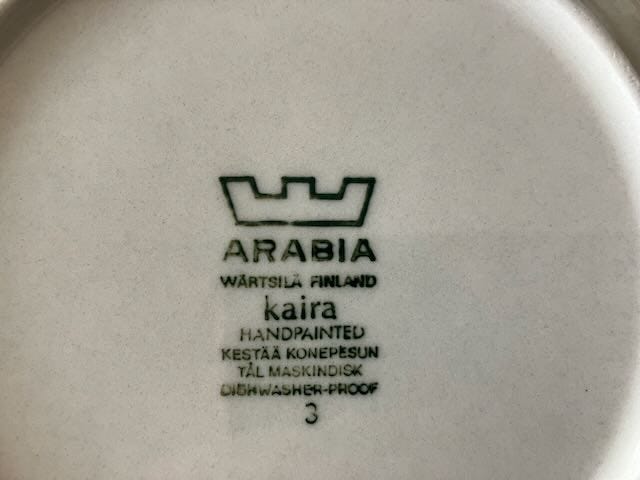 ARABIA
WÄRTSILÄ FINLAND
kaira
HANDPAINTED
KESTÄÄ KONEPESUN
TÅL MASKINDISK
DISHWASHER-PROOF
3